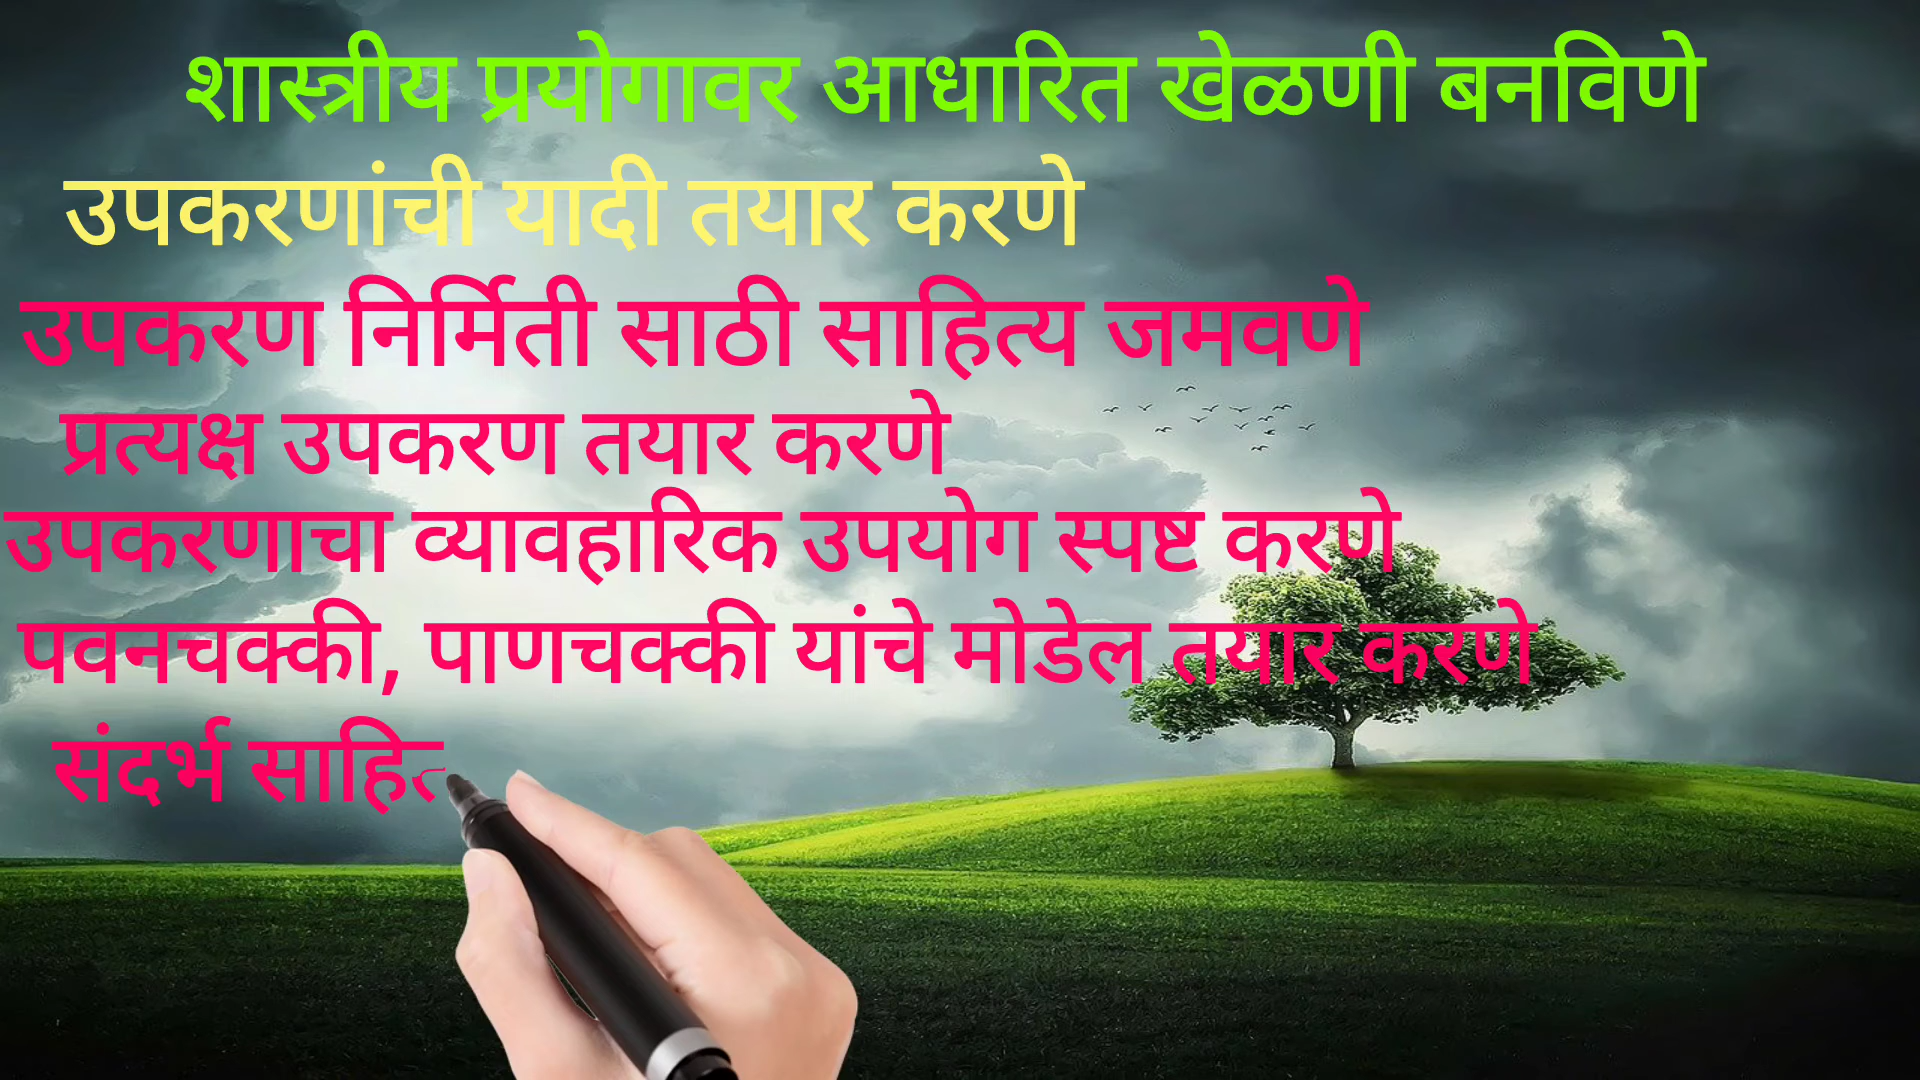 शास्त्रीय प्रयोगावर आधारित खेळणी बनविणे
उपकरणांची यादी तयार करणे
उपकरण निर्मिती साठी साहित्य जमवणे
प्रत्यक्ष उपकरण तयार करणे
उपकरणाचा व्यावहारिक उपयोग स्पष्ट करणे
पवनचक्की, पाणचक्की यांचे मोडेल तयार करणे
संदर्भ